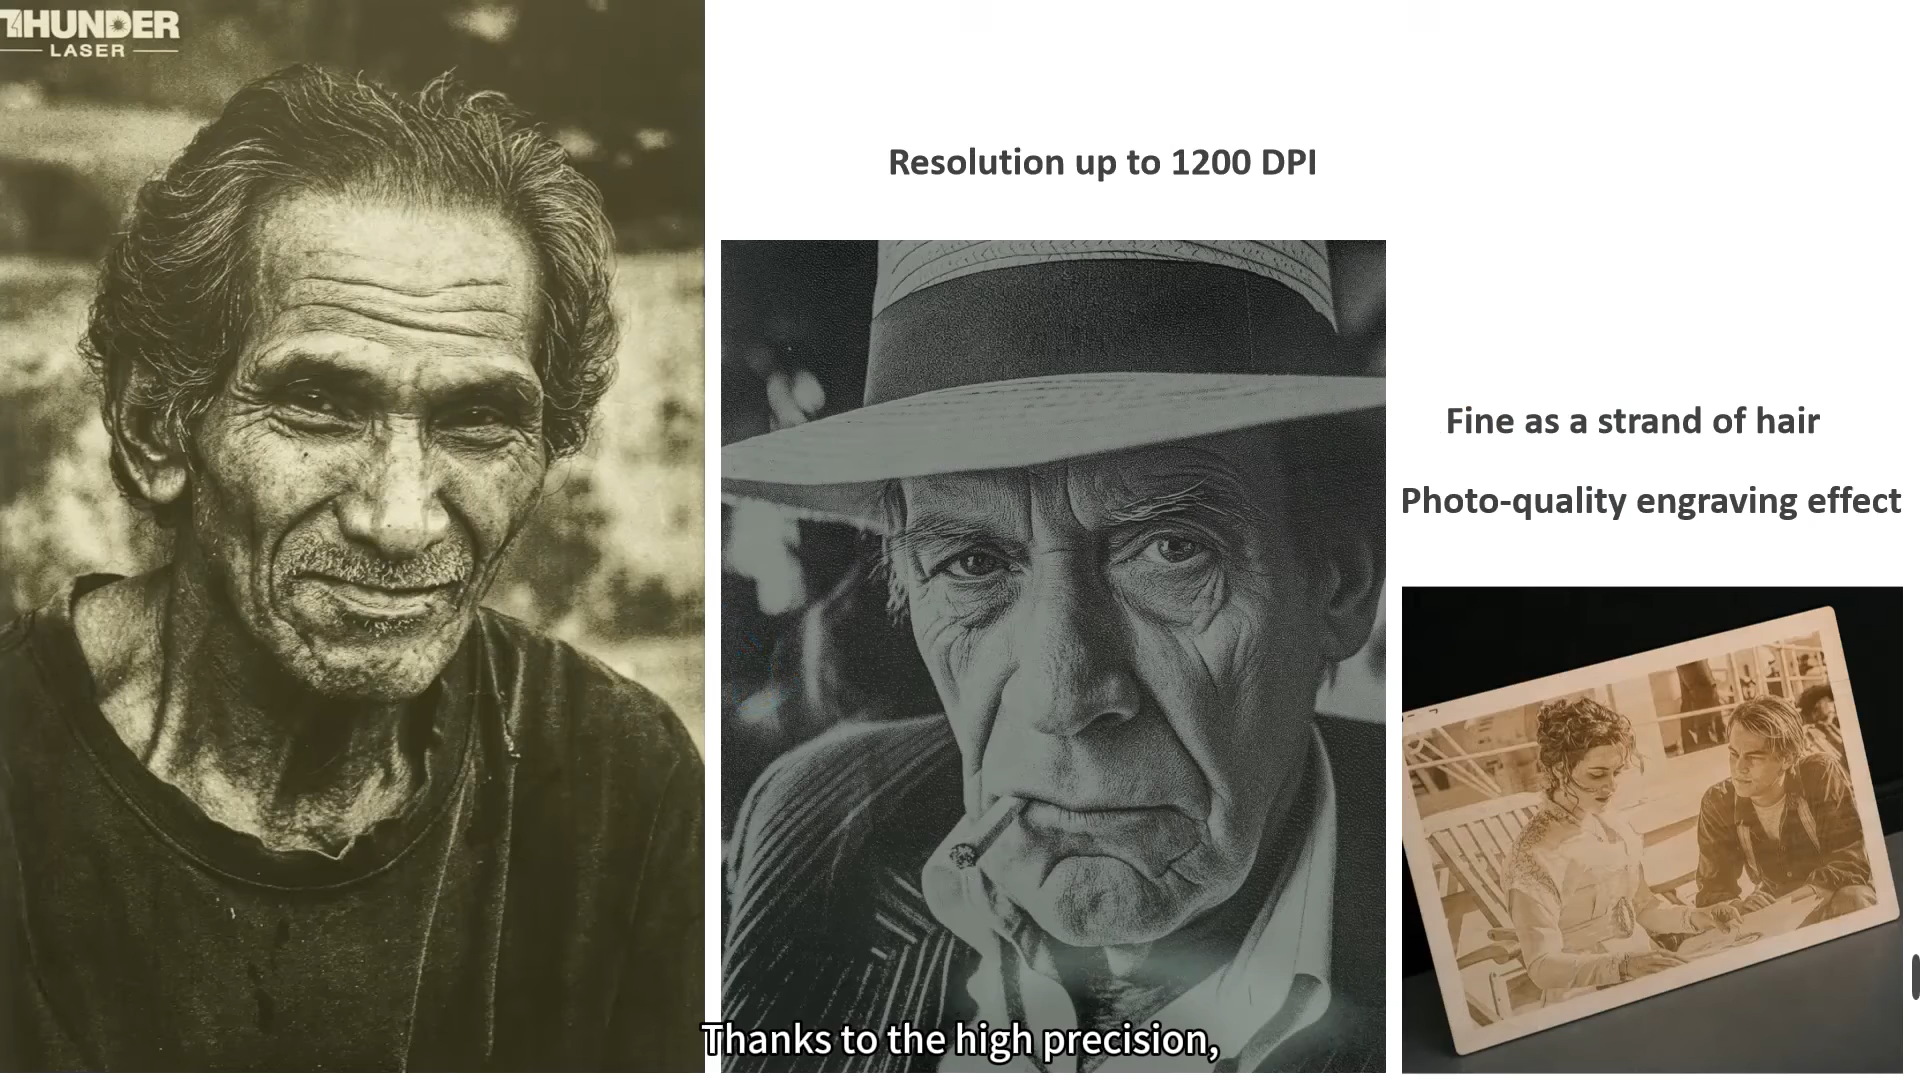 THUNDER
LASER
Resolution up to 1200 DPI
Fine as a strand of hair
Photo-quality engraving effect
Thanks to the high precision,